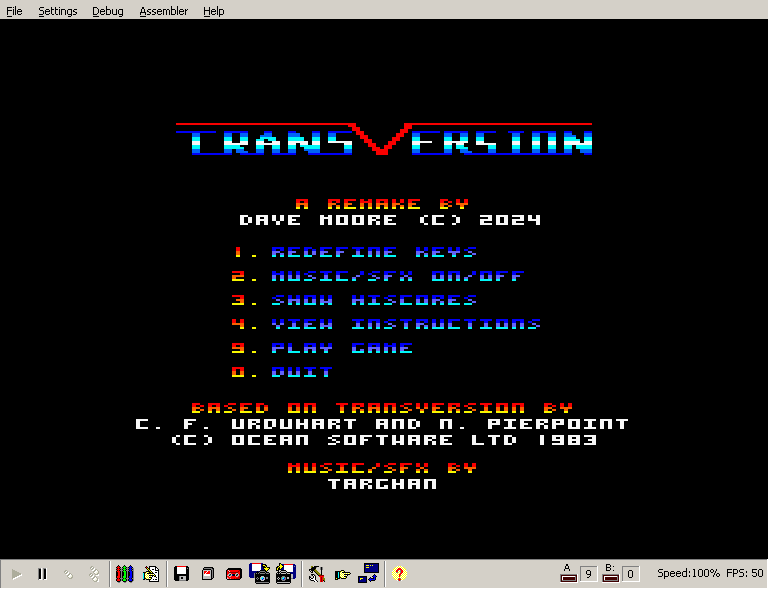 File Settings Debug Assembler Help
TRANSVERSION
A REMAKE BY
DAVE MOORE (C) 2024
1. REDEFINE KEYS
2. MUSIC/SFX ON/OFF
3. SHOW HISCORES
4. VIEW INSTRUCTIONS
9. PLAY GAME
0. QUIT
BASED ON TRANSVERSION BY
C. F. URQUHART AND N. PIERPOINT
(C) OCEAN SOFTWARE LTD 1983
MUSIC/SFX BY
TARGHAN
A 9 B: 0 Speed:100% FPS: 50